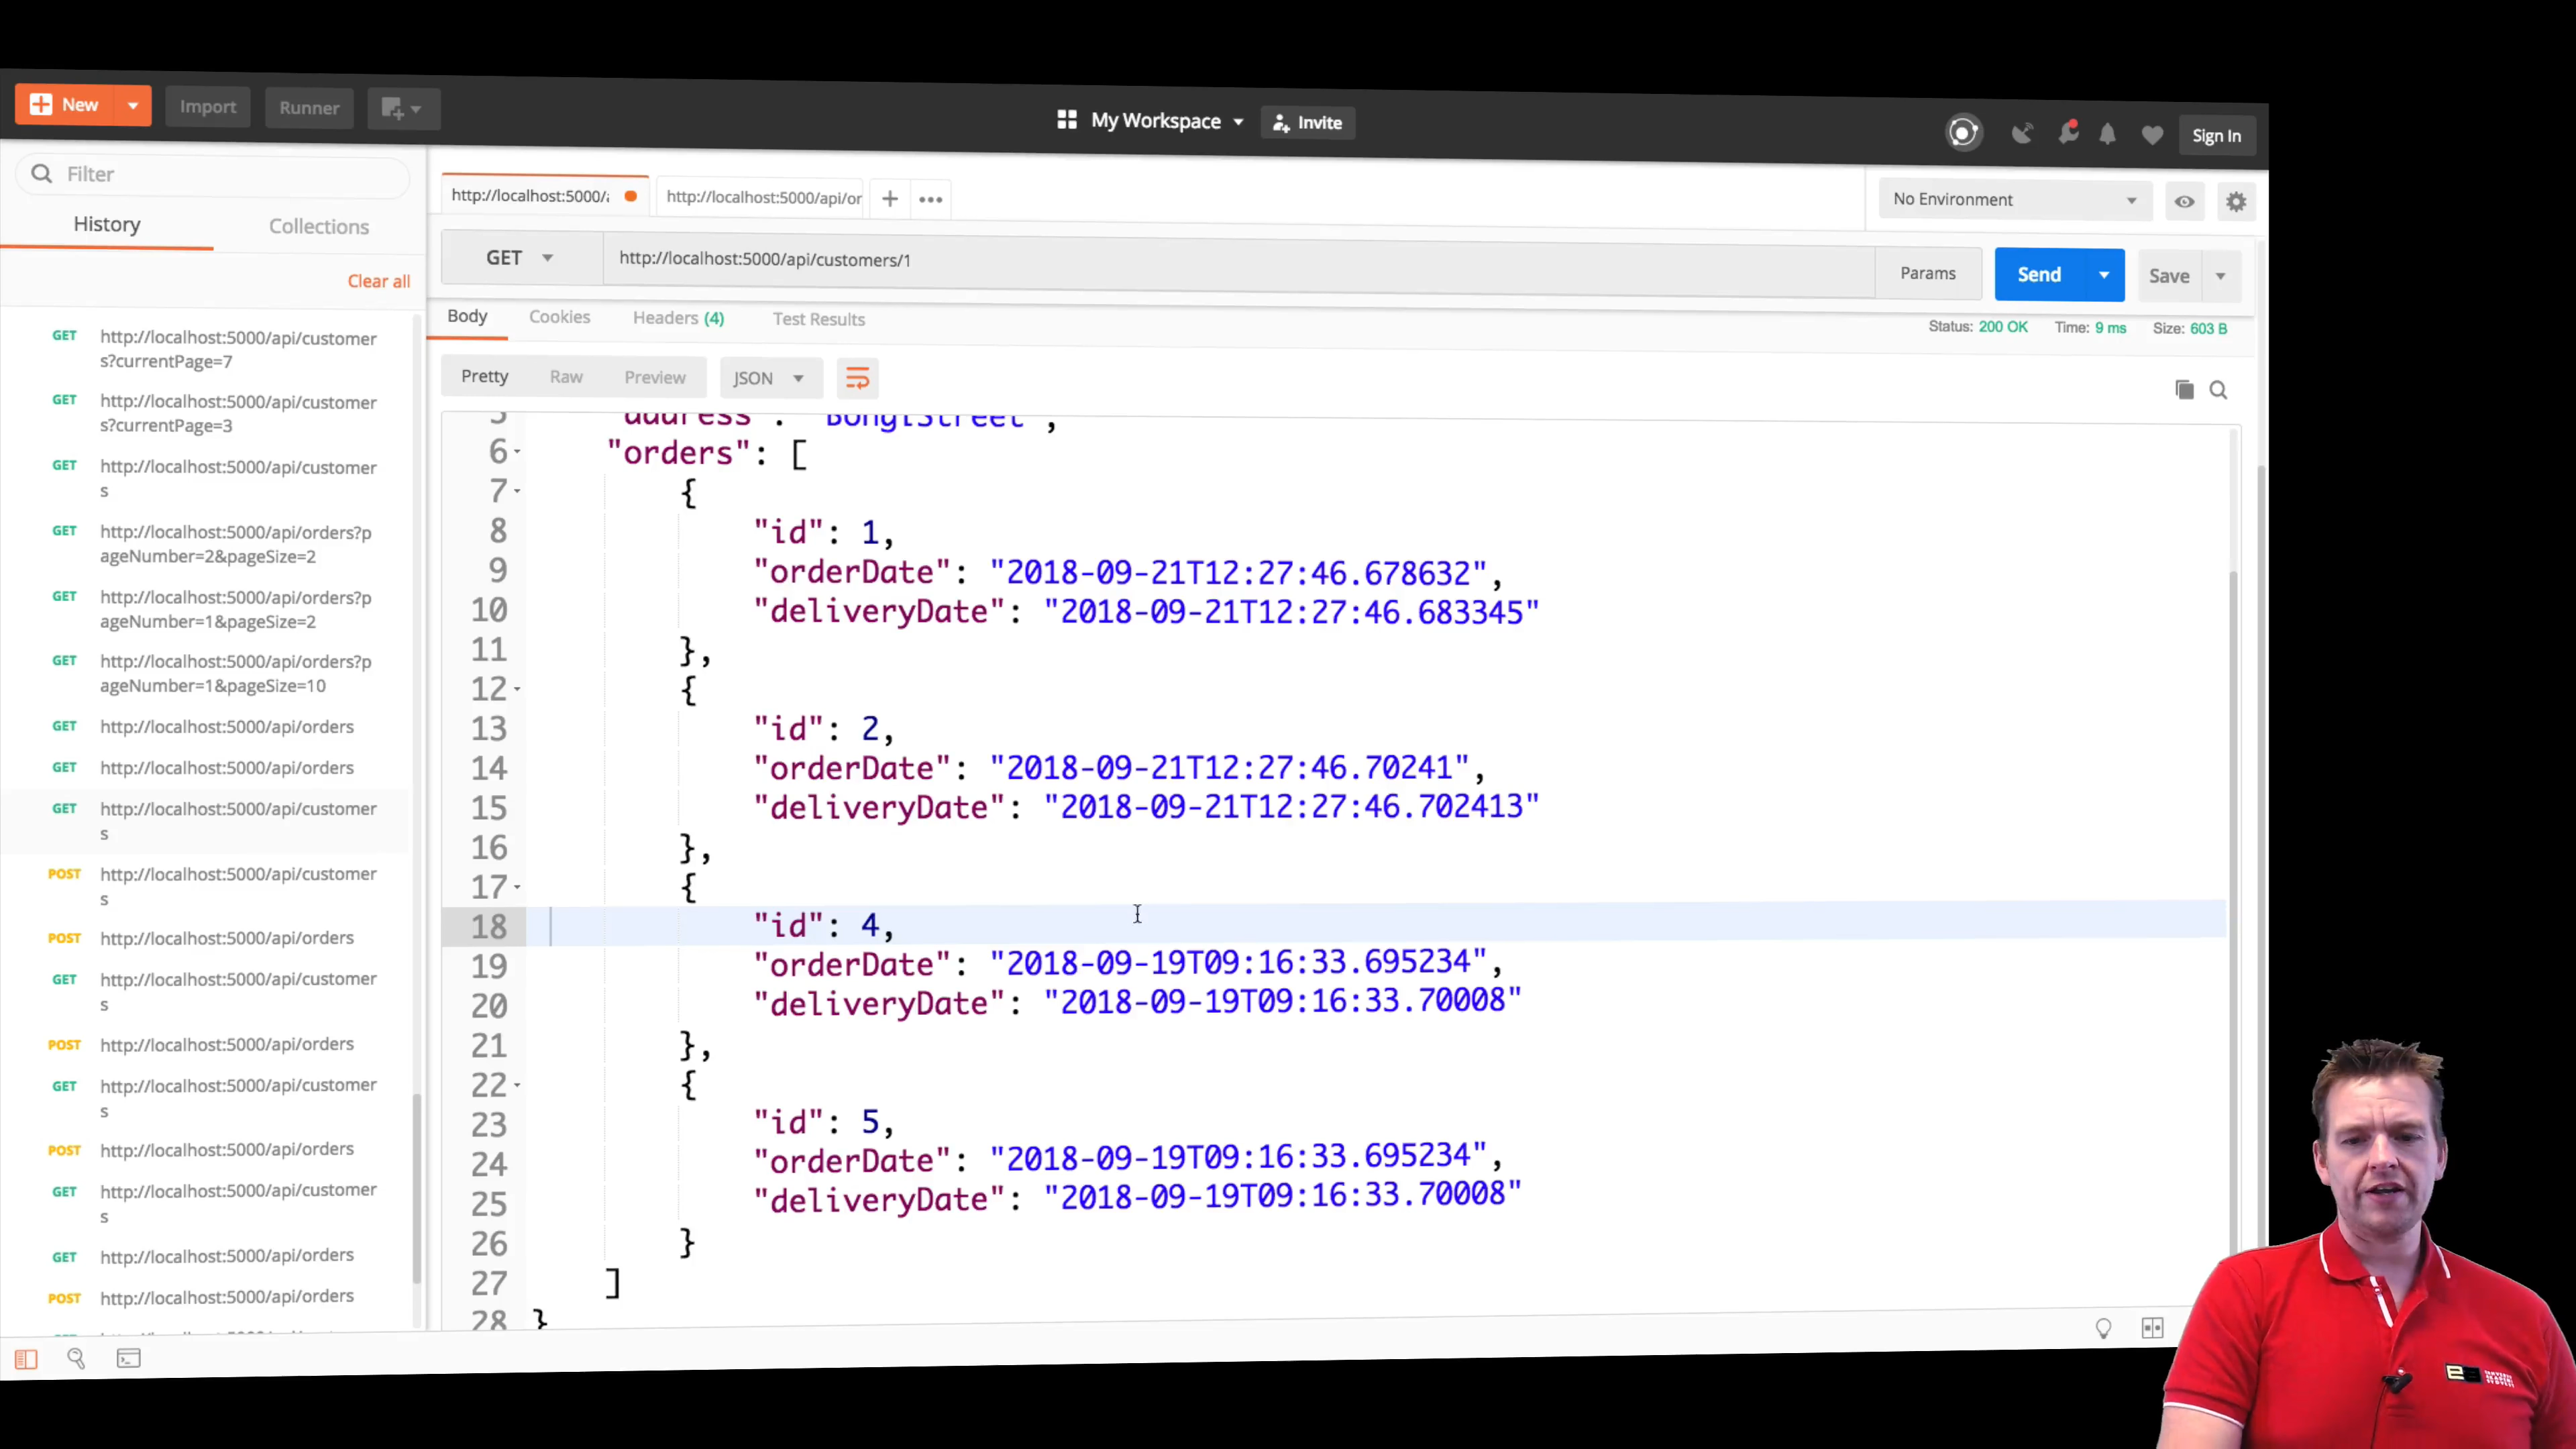 New
Import
Runner
My Workspace
Invite
Sign In
Filter
History
Collections
Clear all
GET http://localhost:5000/api/customer
s?currentPage=7
GET http://localhost:5000/api/customer
s?currentPage=3
GET http://localhost:5000/api/customer
s
GET http://localhost:5000/api/orders?p
ageNumber=2&pageSize=2
GET http://localhost:5000/api/orders?p
ageNumber=1&pageSize=2
GET http://localhost:5000/api/orders?p
ageNumber=1&pageSize=10
GET http://localhost:5000/api/orders
GET http://localhost:5000/api/orders
GET http://localhost:5000/api/customer
s
POST http://localhost:5000/api/customer
s
POST http://localhost:5000/api/orders
GET http://localhost:5000/api/customer
s
POST http://localhost:5000/api/orders
GET http://localhost:5000/api/customer
s
POST http://localhost:5000/api/orders
GET http://localhost:5000/api/customer
s
GET http://localhost:5000/api/orders
POST http://localhost:5000/api/orders
http://localhost:5000/
http://localhost:5000/api/or
No Environment
GET http://localhost:5000/api/customers/1
Params
Send
Save
Body
Cookies
Headers (4)
Test Results
Status: 200 OK Time: 9 ms Size: 603 B
Pretty
Raw
Preview
JSON
5 "address": "BongiStreet",
6 "orders": [
7 {
8 "id": 1,
9 "orderDate": "2018-09-21T12:27:46.678632",
10 "deliveryDate": "2018-09-21T12:27:46.683345"
11 },
12 {
13 "id": 2,
14 "orderDate": "2018-09-21T12:27:46.70241",
15 "deliveryDate": "2018-09-21T12:27:46.702413"
16 },
17 {
18 "id": 4,
19 "orderDate": "2018-09-19T09:16:33.695234",
20 "deliveryDate": "2018-09-19T09:16:33.70008"
21 },
22 {
23 "id": 5,
24 "orderDate": "2018-09-19T09:16:33.695234",
25 "deliveryDate": "2018-09-19T09:16:33.70008"
26 }
27 ]
28 }